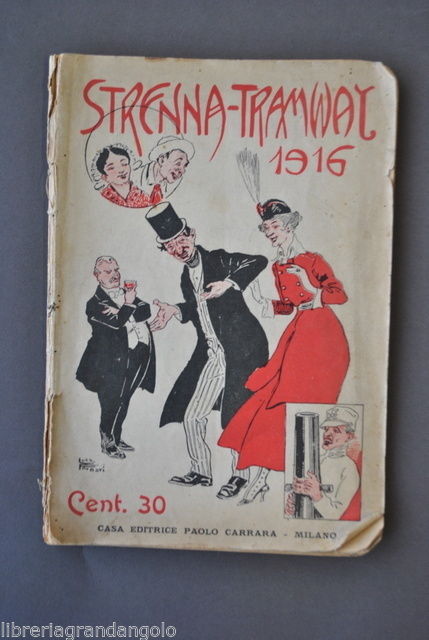 STRENNA-TRAMWAY
1916
Cent. 30
CASA EDITRICE PAOLO CARRARA - MILANO
libreriagrandangolo